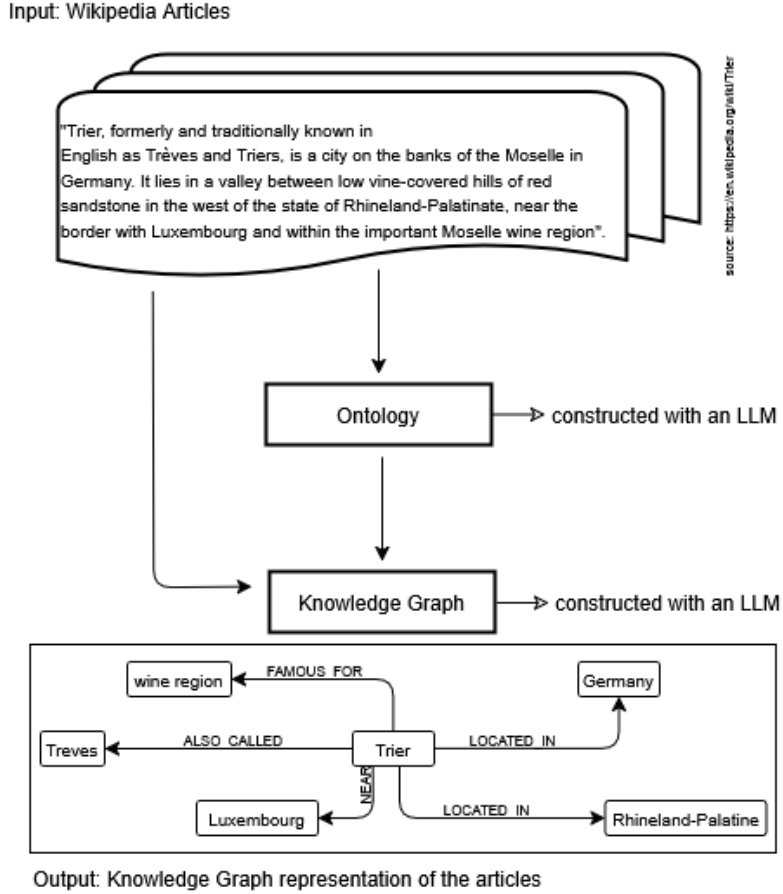 Input: Wikipedia Articles
"Trier, formerly and traditionally known in
English as Trèves and Triers, is a city on the banks of the Moselle in
Germany. It lies in a valley between low vine-covered hills of red
sandstone in the west of the state of Rhineland-Palatinate, near the
border with Luxembourg and within the important Moselle wine region".
source: https://en.wikipedia.org/wiki/Trier
Ontology
constructed with an LLM
Knowledge Graph
constructed with an LLM
wine region
FAMOUS FOR
Germany
Treves
ALSO CALLED
Trier
LOCATED IN
NEAR
Luxembourg
LOCATED IN
Rhineland-Palatine
Output: Knowledge Graph representation of the articles